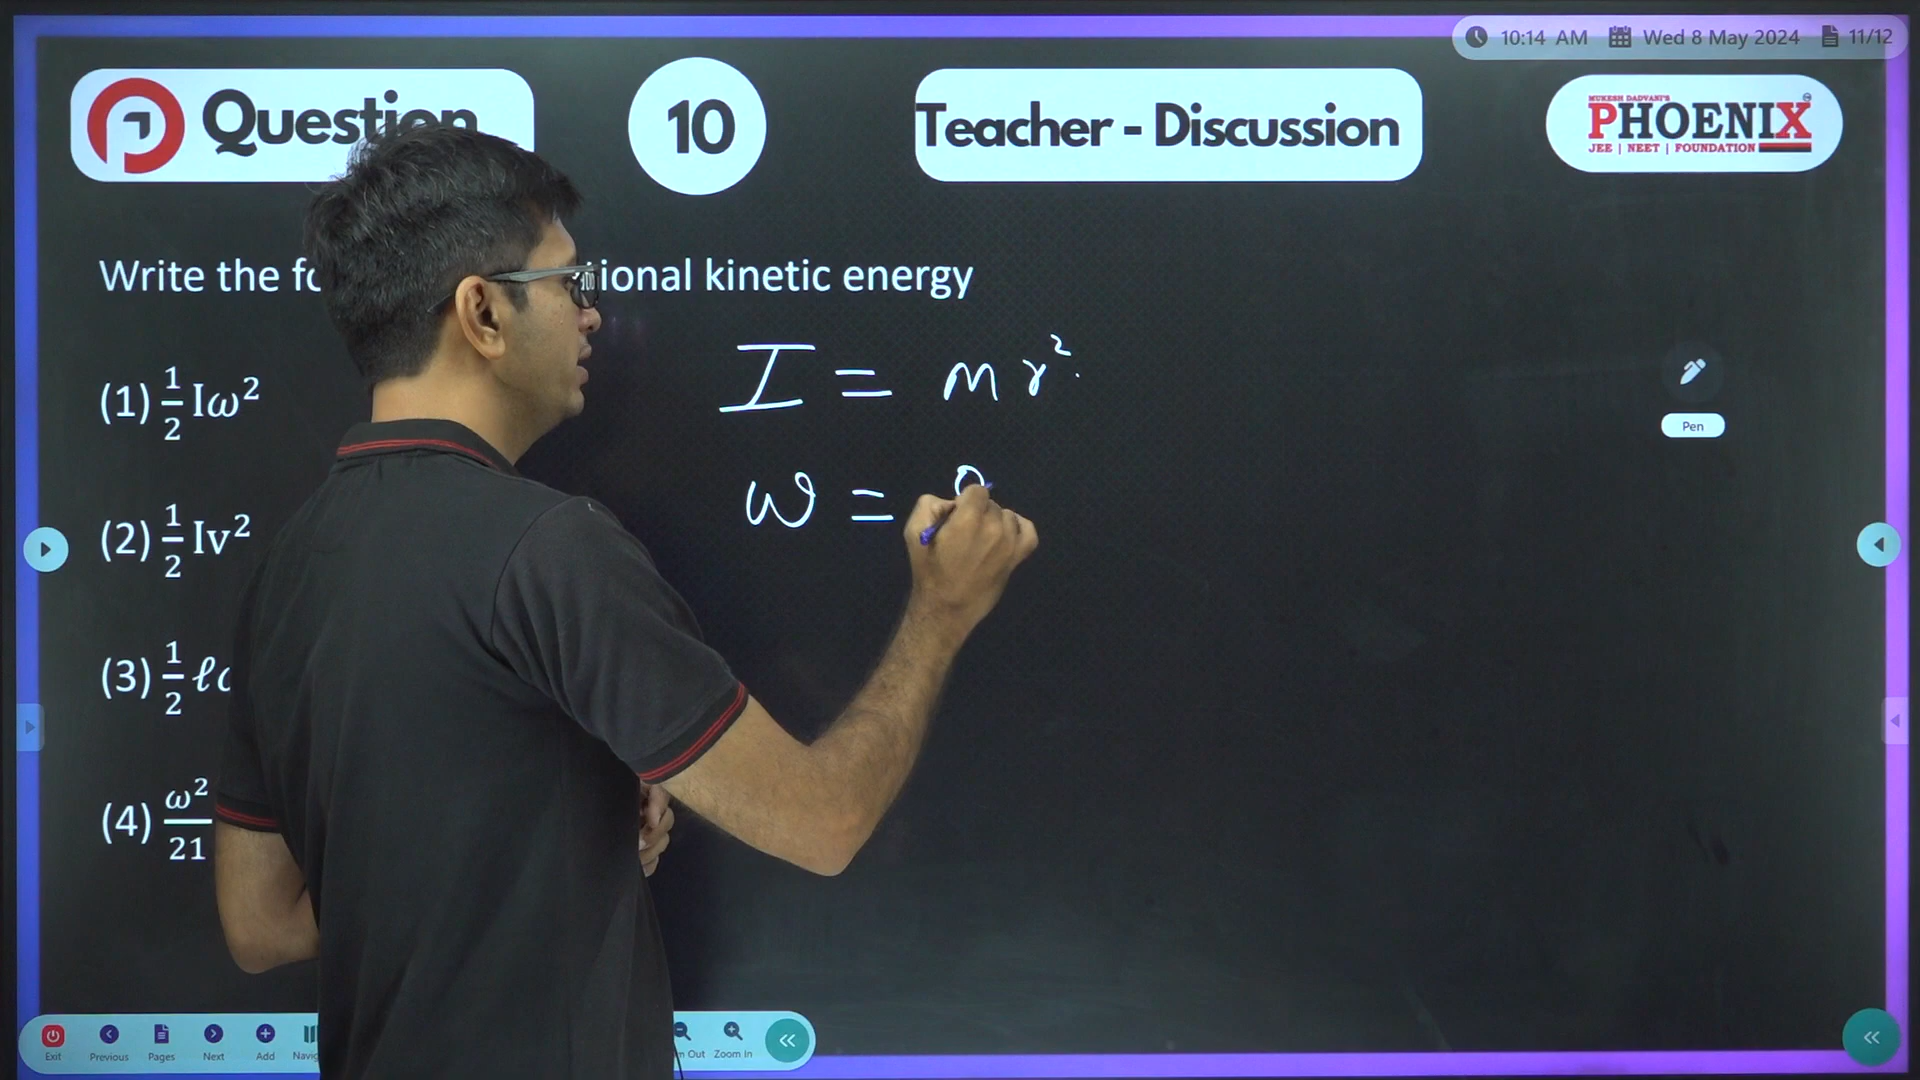 10:14 AM Wed 8 May 2024 11/12
Question 10 Teacher - Discussion
MUKESH DADVANI'S
PHOENIX
JEE | NEET | FOUNDATION
Write the ional kinetic energy
(1) 1/2 Iω²
(2) 1/2 Iv²
(3) 1/2 ℓ
(4) ω²/21
I = mr²
ω =
Pen
Exit Previous Pages Next Add Zoom In